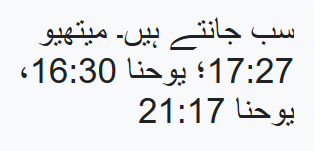 سب جانتے ہیں۔ میتھیو
17:27؛ یوحنا 16:30،
یوحنا 21:17